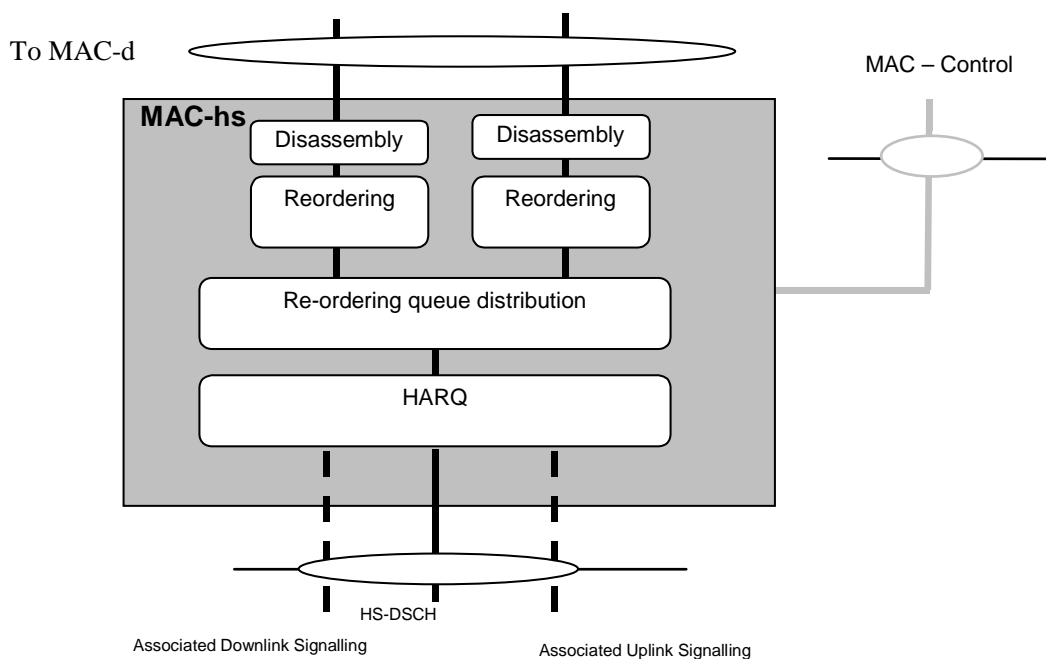 To MAC-d
MAC – Control
MAC-hs
Disassembly
Disassembly
Reordering
Reordering
Re-ordering queue distribution
HARQ
HS-DSCH
Associated Downlink Signalling
Associated Uplink Signalling